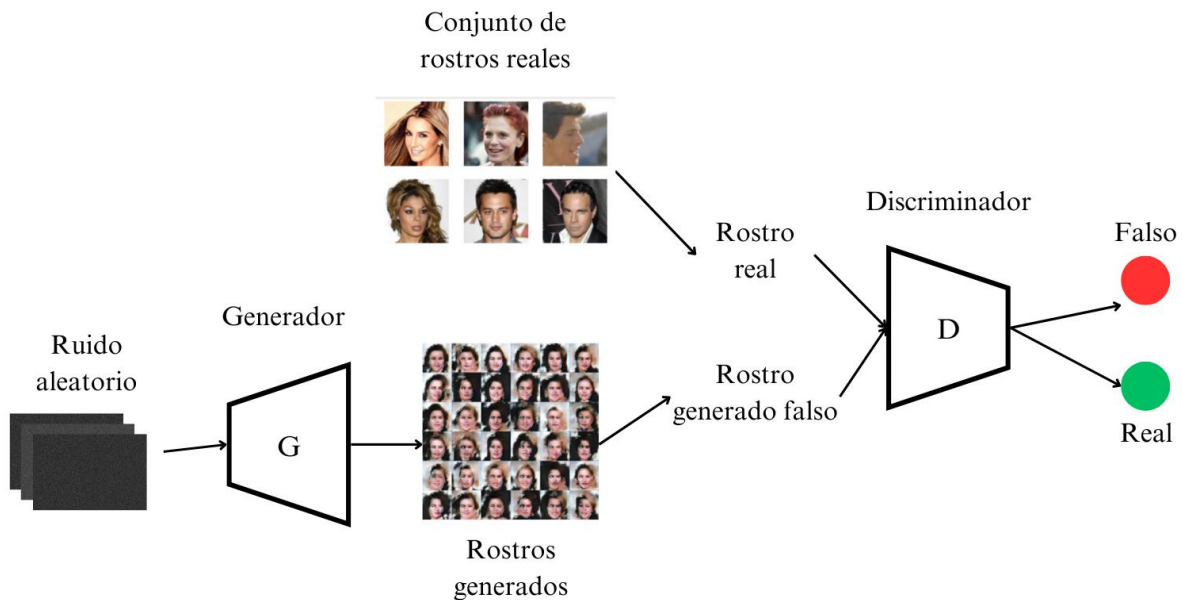 Conjunto de
rostros reales
Discriminador
Rostro
real
Falso
Generador
Ruido
aleatorio
G
D
Rostro
generado falso
Real
Rostros
generados